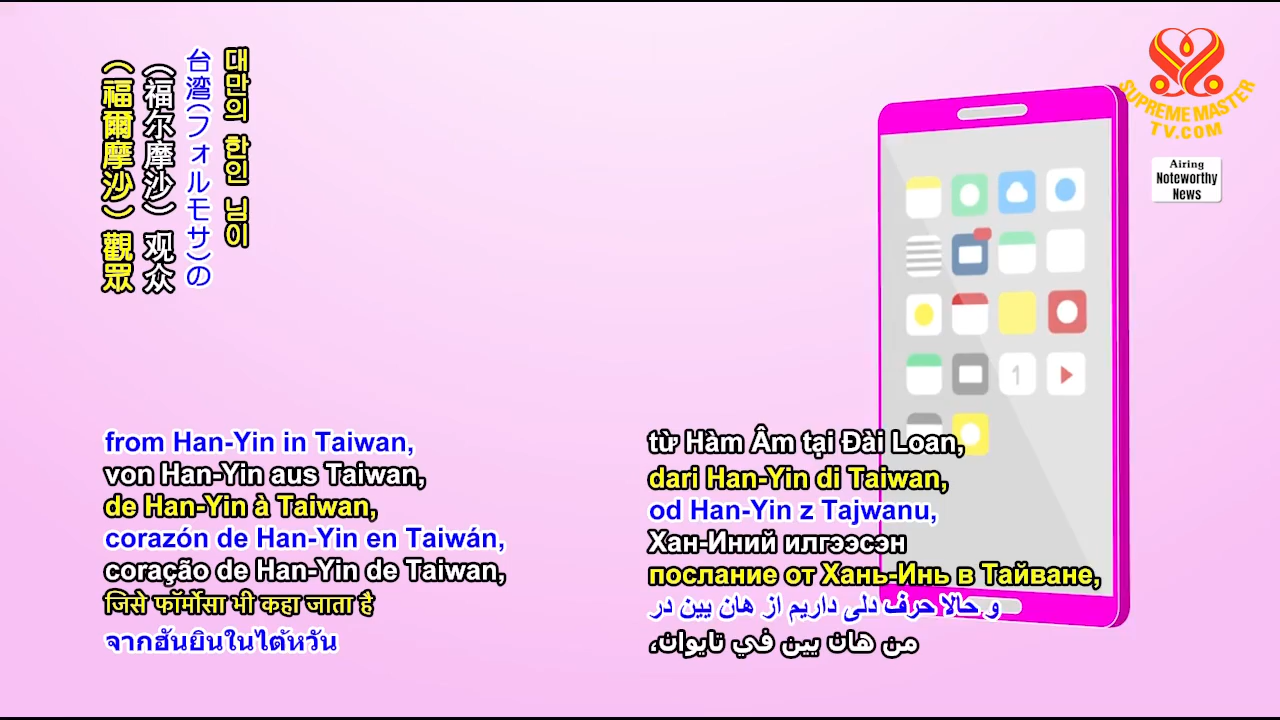 대만의 한인 님이
台湾(フォルモサ)の
（福尔摩沙）观众
（福爾摩沙）觀眾
SUPREME MASTER
TV.COM
Airing
Noteworthy
News
1
from Han-Yin in Taiwan,
von Han-Yin aus Taiwan,
de Han-Yin à Taiwan,
corazón de Han-Yin en Taiwán,
coração de Han-Yin de Taiwan,
जिसे फॉर्मोसा भी कहा जाता है
จากฮันยินในไต้หวัน
từ Hàm Âm tại Đài Loan,
dari Han-Yin di Taiwan,
od Han-Yin z Tajwanu,
Хан-Иний илгээсэн
послание от Хань-Инь в Тайване,
و حالا حرف دلی داریم از هان یین در
من هان يين في تايوان،